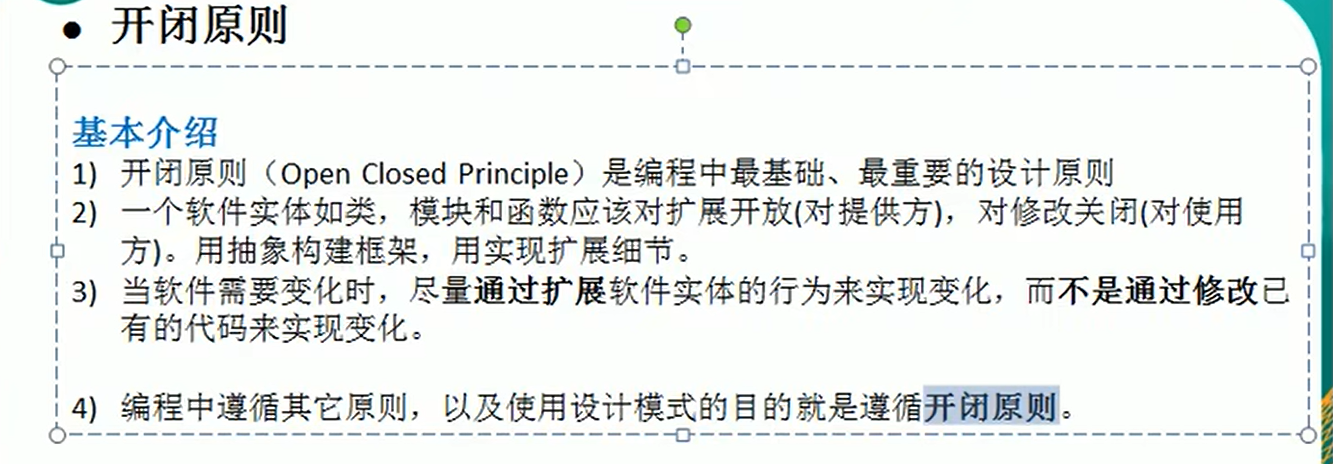 ● 开闭原则
基本介绍
1) 开闭原则（Open Closed Principle）是编程中最基础、最重要的设计原则
2) 一个软件实体如类，模块和函数应该对扩展开放(对提供方)，对修改关闭(对使用
方)。用抽象构建框架，用实现扩展细节。
3) 当软件需要变化时，尽量通过扩展软件实体的行为来实现变化，而不是通过修改已
有的代码来实现变化。
4) 编程中遵循其它原则，以及使用设计模式的目的就是遵循开闭原则。